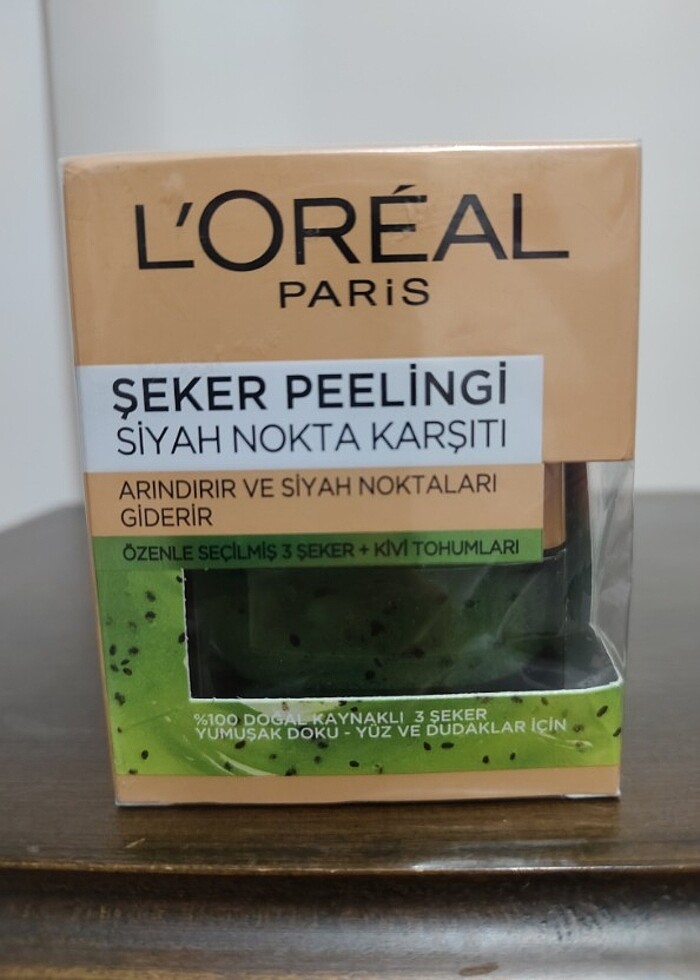 L'ORÉAL
PARiS
ŞEKER PEELİNGİ
SİYAH NOKTA KARŞITI
ARINDIRIR VE SİYAH NOKTALARI
GİDERİR
ÖZENLE SEÇİLMİŞ 3 ŞEKER + KİVİ TOHUMLARI
%100 DOĞAL KAYNAKLI 3 ŞEKER
YUMUŞAK DOKU - YÜZ VE DUDAKLAR İÇİN